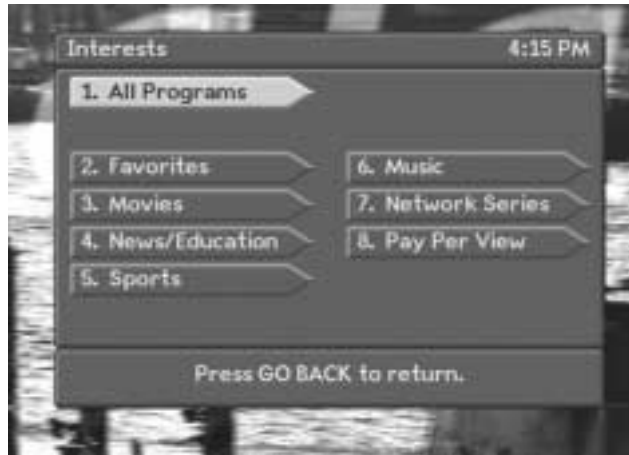 Interests 4:15 PM
1. All Programs
2. Favorites
3. Movies
4. News/Education
5. Sports
6. Music
7. Network Series
8. Pay Per View
Press GO BACK to return.